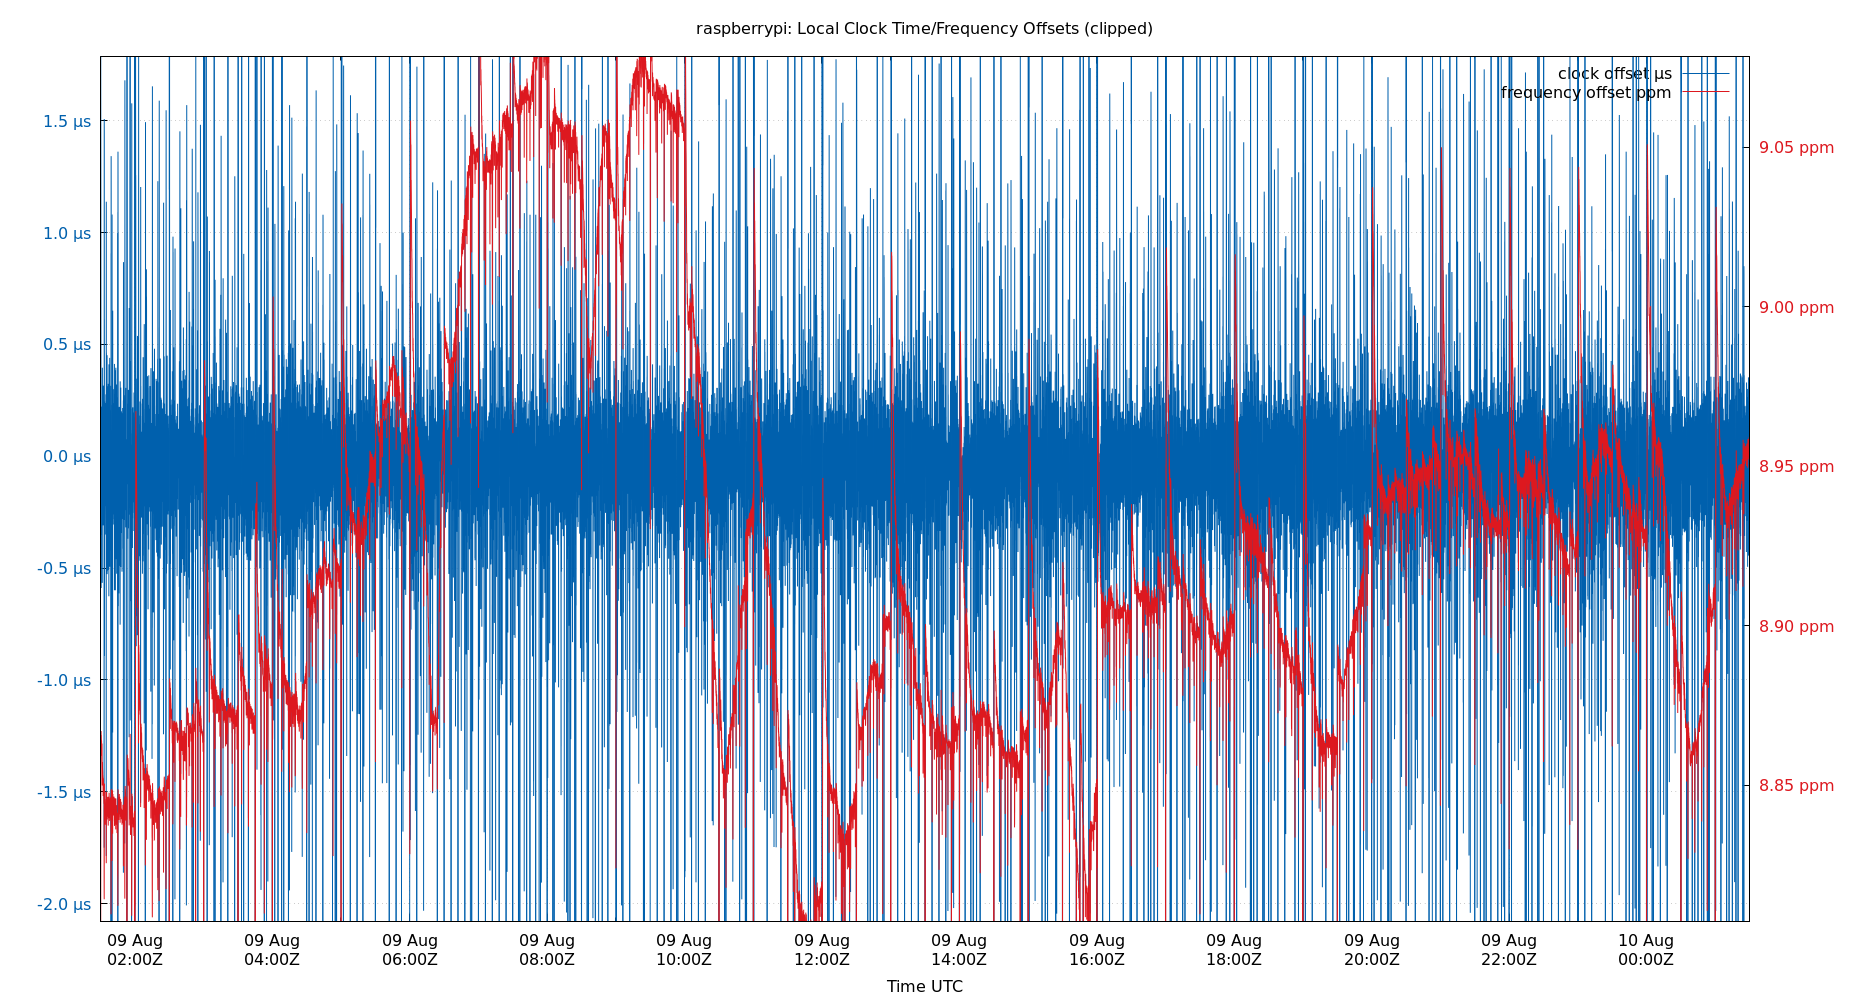 raspberrypi: Local Clock Time/Frequency Offsets (clipped)
clock offset µs
frequency offset ppm
1.5 µs
1.0 µs
0.5 µs
0.0 µs
-0.5 µs
-1.0 µs
-1.5 µs
-2.0 µs
9.05 ppm
9.00 ppm
8.95 ppm
8.90 ppm
8.85 ppm
09 Aug 09 Aug 09 Aug 09 Aug 09 Aug 09 Aug 09 Aug 09 Aug 09 Aug 09 Aug 09 Aug 10 Aug
02:00Z 04:00Z 06:00Z 08:00Z 10:00Z 12:00Z 14:00Z 16:00Z 18:00Z 20:00Z 22:00Z 00:00Z
Time UTC